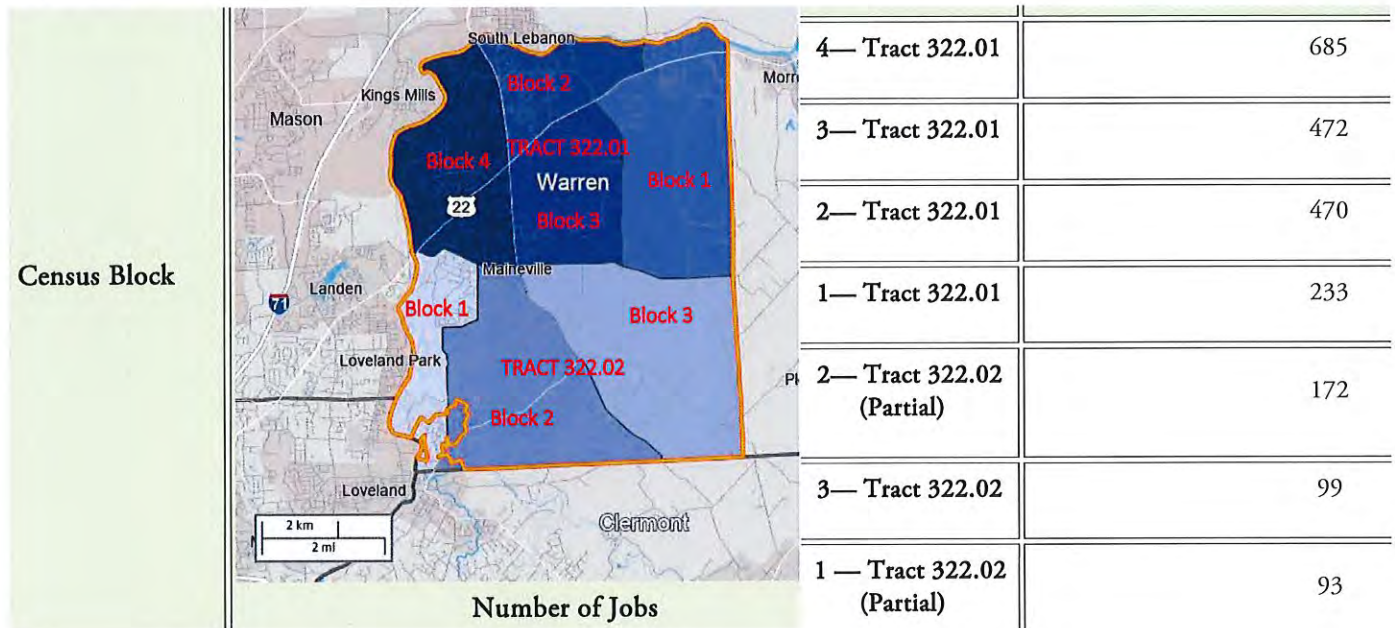 Census Block
South Lebanon
Morr
Kings Mills
Mason
Block 2
Block 4
TRACT 322.01
Warren
Block 1
22
Block 3
Maineville
Landen
71
Block 1
Block 3
Loveland Park
TRACT 322.02
Block 2
Loveland
Clermont
2 km
2 mi
Number of Jobs
4— Tract 322.01 685
3— Tract 322.01 472
2— Tract 322.01 470
1— Tract 322.01 233
2— Tract 322.02
(Partial) 172
3— Tract 322.02 99
1 — Tract 322.02
(Partial) 93